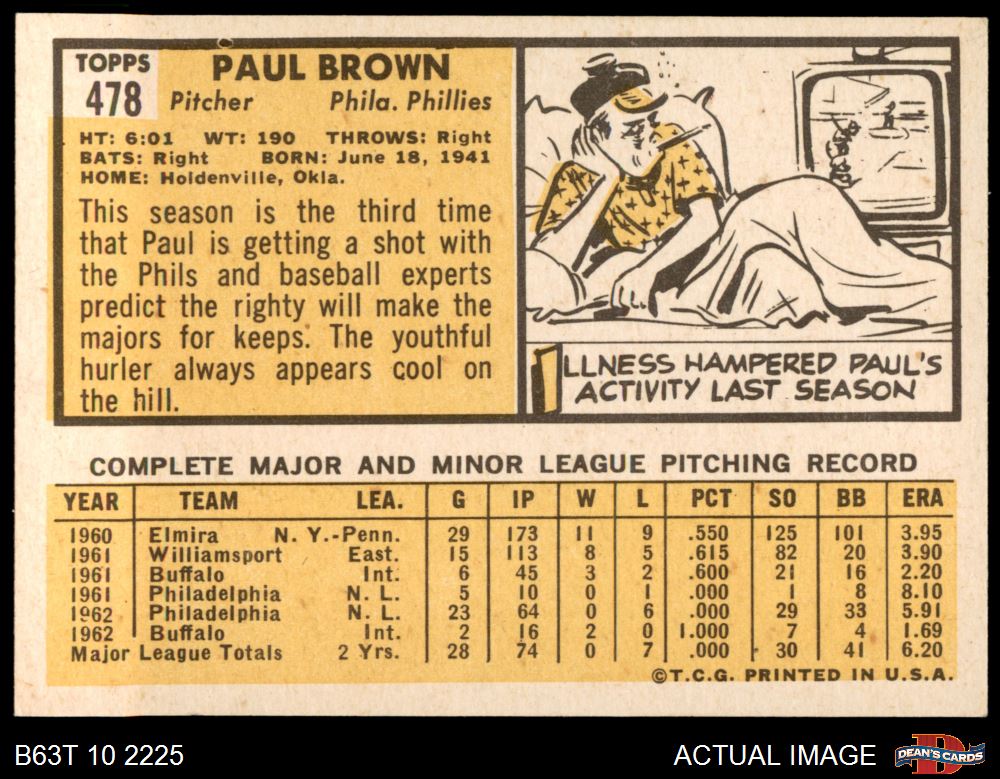 TOPPS
478
PAUL BROWN
Pitcher Phila. Phillies
HT: 6:01 WT: 190 THROWS: Right
BATS: Right BORN: June 18, 1941
HOME: Holdenville, Okla.
This season is the third time
that Paul is getting a shot with
the Phils and baseball experts
predict the righty will make the
majors for keeps. The youthful
hurler always appears cool on
the hill.
ILLNESS HAMPERED PAUL'S
ACTIVITY LAST SEASON
COMPLETE MAJOR AND MINOR LEAGUE PITCHING RECORD
YEAR TEAM LEA. G IP W L PCT SO BB ERA
1960 Elmira N. Y.-Penn. 29 173 11 9 .550 125 101 3.95
1961 Williamsport East. 15 113 8 5 .615 82 20 3.90
1961 Buffalo Int. 6 45 3 2 .600 21 16 2.20
1961 Philadelphia N. L. 5 10 0 1 .000 1 8 8.10
1962 Philadelphia N. L. 23 64 0 6 .000 29 33 5.91
1962 Buffalo Int. 2 16 2 0 1.000 7 4 1.69
Major League Totals 2 Yrs. 28 74 0 7 .000 30 41 6.20
©T.C.G. PRINTED IN U.S.A.
B63T 10 2225 ACTUAL IMAGE DEAN'S CARDS